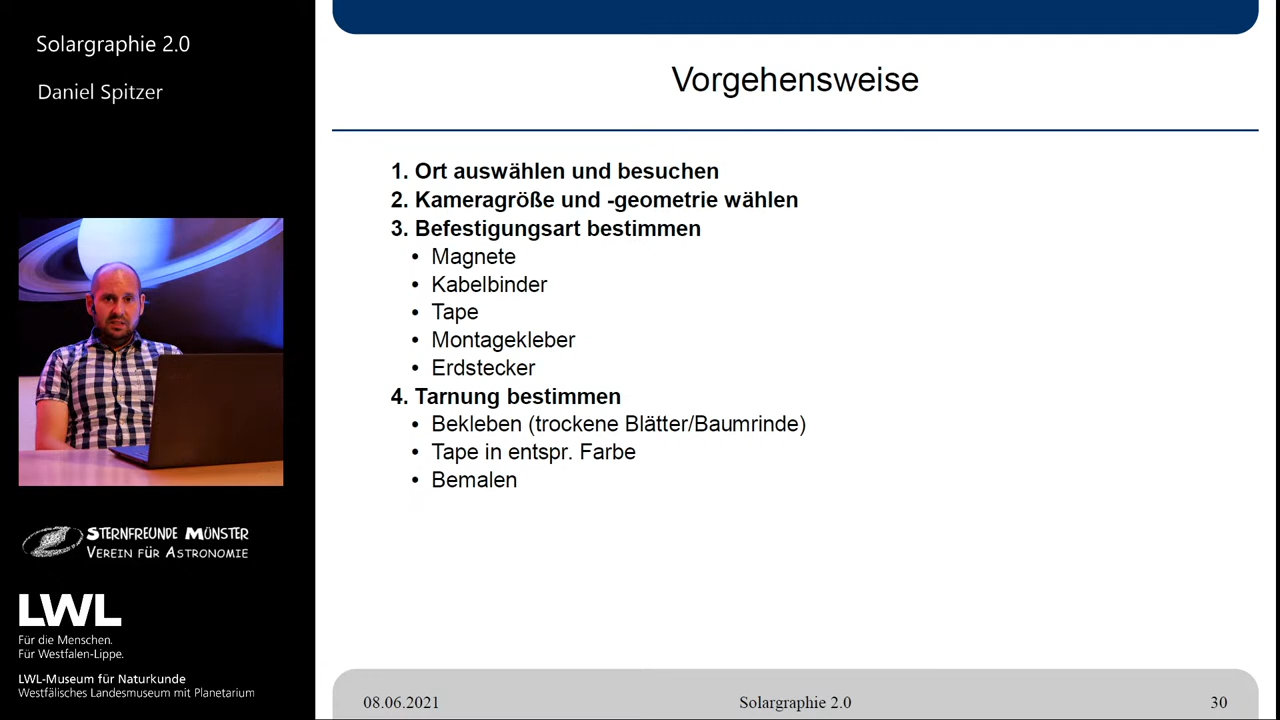 Solargraphie 2.0
Daniel Spitzer
STERNFREUNDE MÜNSTER
VEREIN FÜR ASTRONOMIE
LWL
Für die Menschen.
Für Westfalen-Lippe.
LWL-Museum für Naturkunde
Westfälisches Landesmuseum mit Planetarium
Vorgehensweise
1. Ort auswählen und besuchen
2. Kameragröße und -geometrie wählen
3. Befestigungsart bestimmen
• Magnete
• Kabelbinder
• Tape
• Montagekleber
• Erdstecker
4. Tarnung bestimmen
• Bekleben (trockene Blätter/Baumrinde)
• Tape in entspr. Farbe
• Bemalen
08.06.2021
Solargraphie 2.0
30